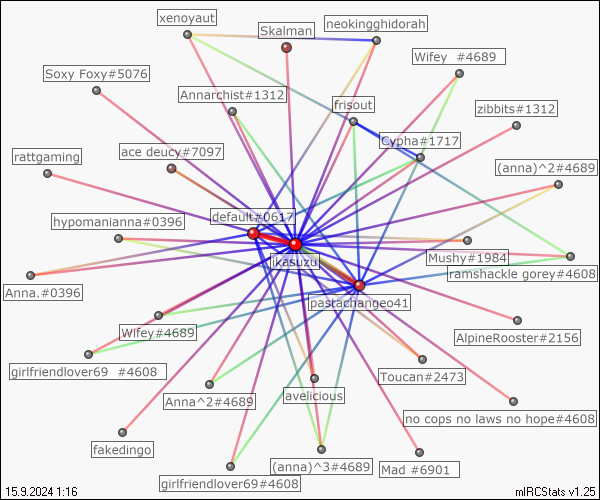 xenoyaut
Skalman
neokingghidorah
Wifey  #4689
Soxy Foxy#5076
Annarchist#1312
frisout
zibbits#1312
Cypha#1717
rattgaming
ace deucy#7097
(anna)^2#4689
default#0617
hypomanianna#0396
ikasuzu
Mushy#1984
ramshackle gorey#4608
Anna.#0396
pastachangeo41
Wifey#4689
AlpineRooster#2156
girlfriendlover69  #4608
Toucan#2473
Anna^2#4689
avelicious
no cops no laws no hope#4608
fakedingo
(anna)^3#4689
Mad #6901
girlfriendlover69#4608
15.9.2024 1:16
mIRCStats v1.25